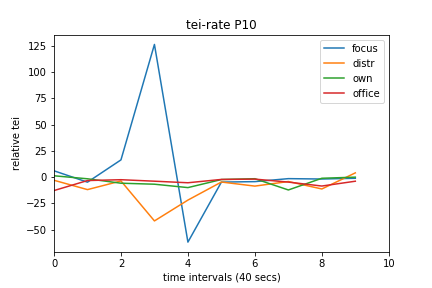 tei-rate P10
focus
distr
own
office
relative tei
125
100
75
50
25
0
−25
−50
0 2 4 6 8 10
time intervals (40 secs)